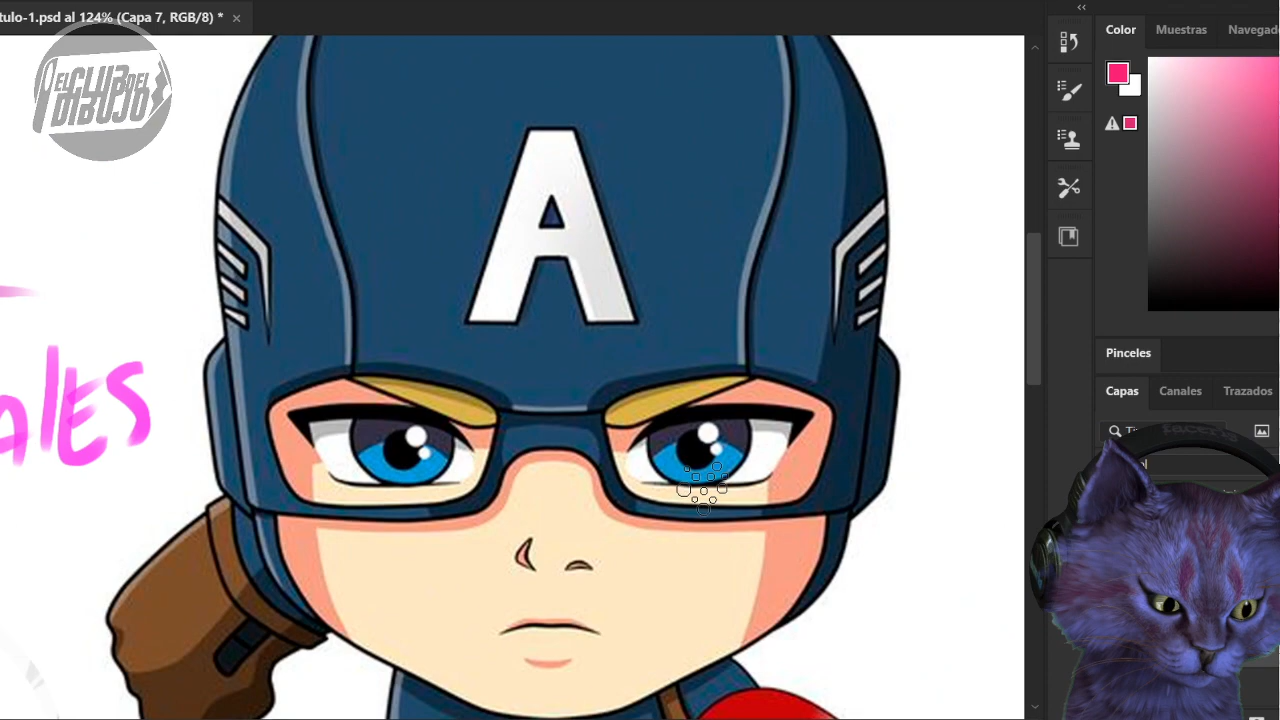 tulo-1.psd al 124% (Capa 7, RGB/8) * ×
EL CLUB DEL
DIBUJO
Color Muestras Navegad
A
ALES
Pinceles
Capas Canales Trazados